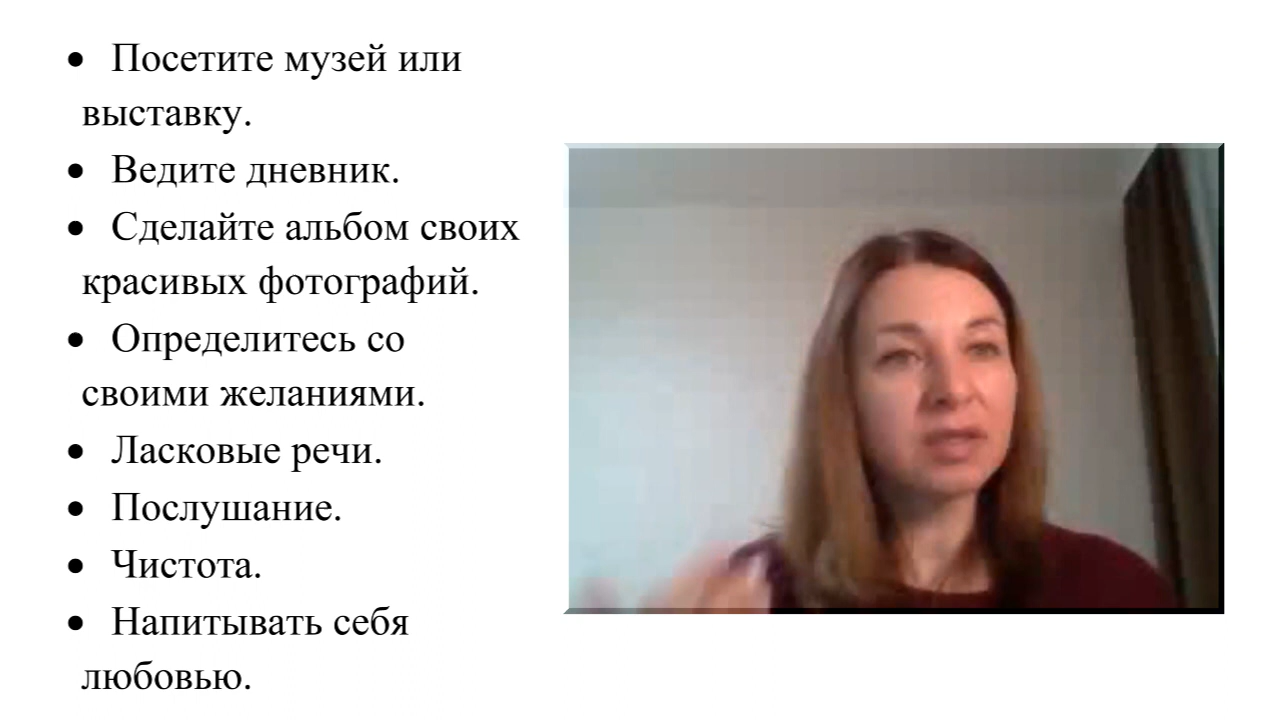 • Посетите музей или
выставку.
• Ведите дневник.
• Сделайте альбом своих
красивых фотографий.
• Определитесь со
своими желаниями.
• Ласковые речи.
• Послушание.
• Чистота.
• Напитывать себя
любовью.